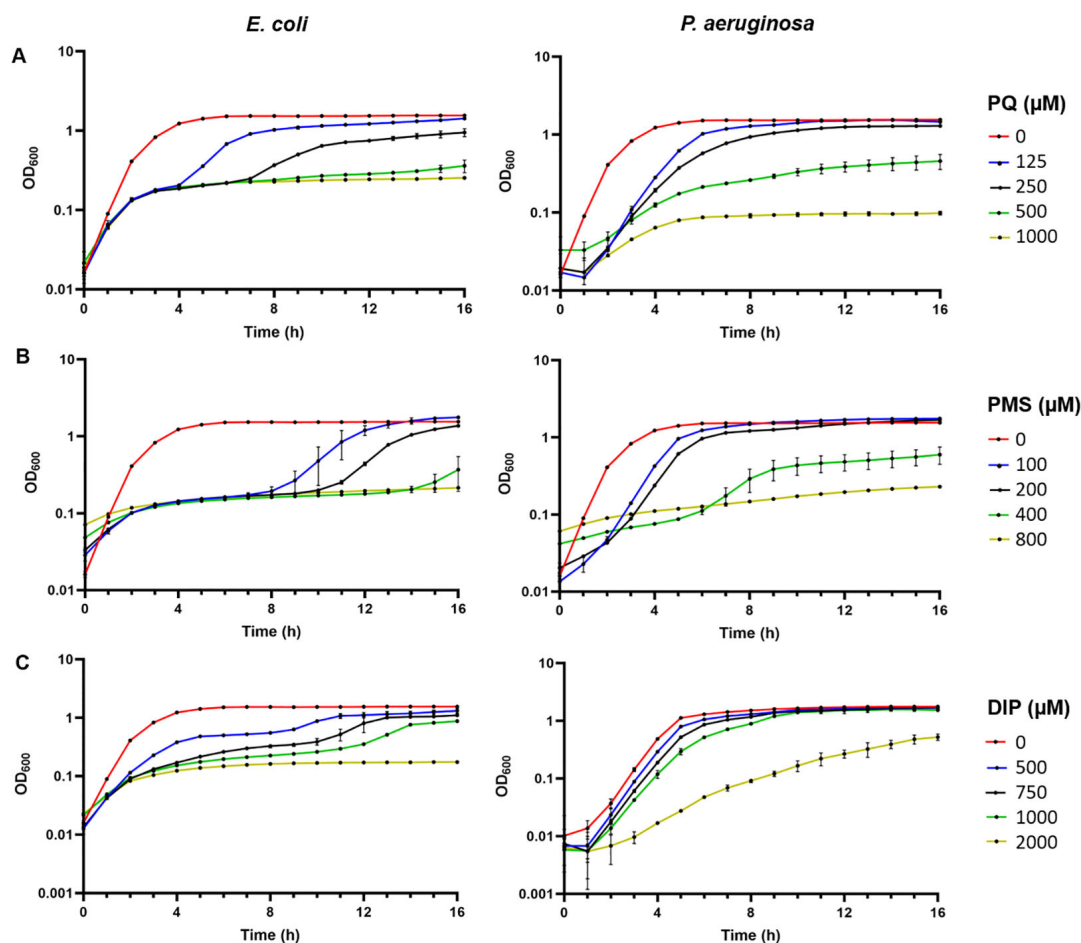 E. coli
P. aeruginosa
A
10
1
0.1
0.01
OD600
0 4 8 12 16
Time (h)
10
1
0.1
0.01
OD600
0 4 8 12 16
Time (h)
PQ (µM)
0
125
250
500
1000
B
10
1
0.1
0.01
OD600
0 4 8 12 16
Time (h)
10
1
0.1
0.01
OD600
0 4 8 12 16
Time (h)
PMS (µM)
0
100
200
400
800
C
10
1
0.1
0.01
0.001
OD600
0 4 8 12 16
Time (h)
10
1
0.1
0.01
0.001
OD600
0 4 8 12 16
Time (h)
DIP (µM)
0
500
750
1000
2000